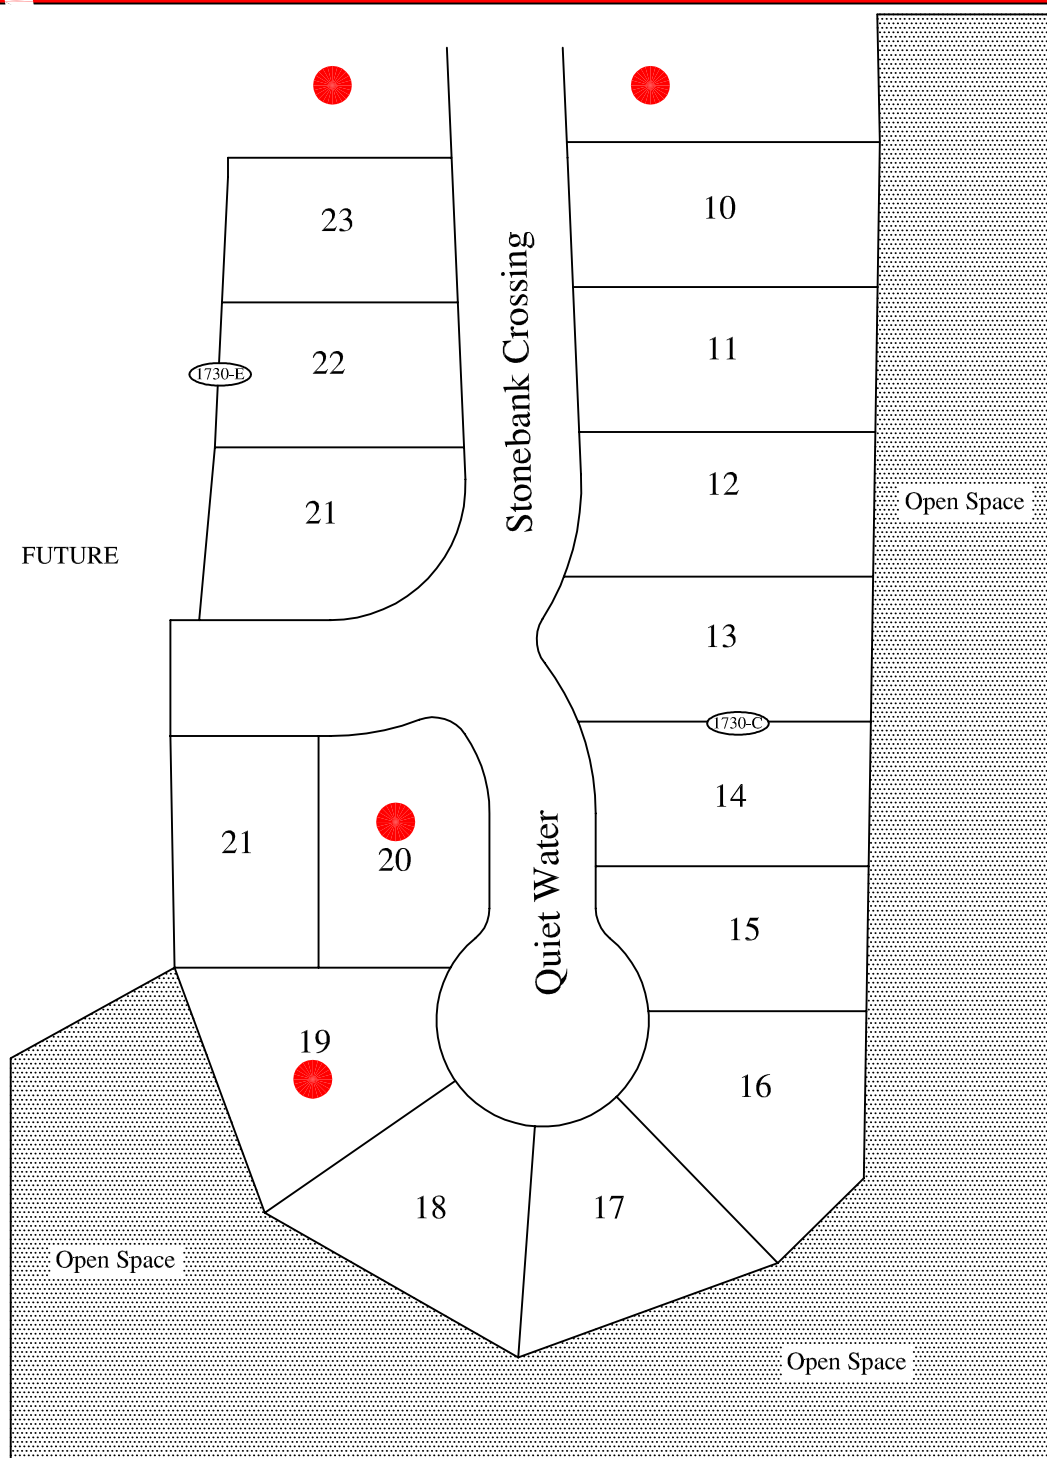 23
10
Stonebank Crossing
11
22
1730-E
12
Open Space
21
FUTURE
13
1730-C
14
21
20
Quiet Water
15
19
16
18
17
Open Space
Open Space